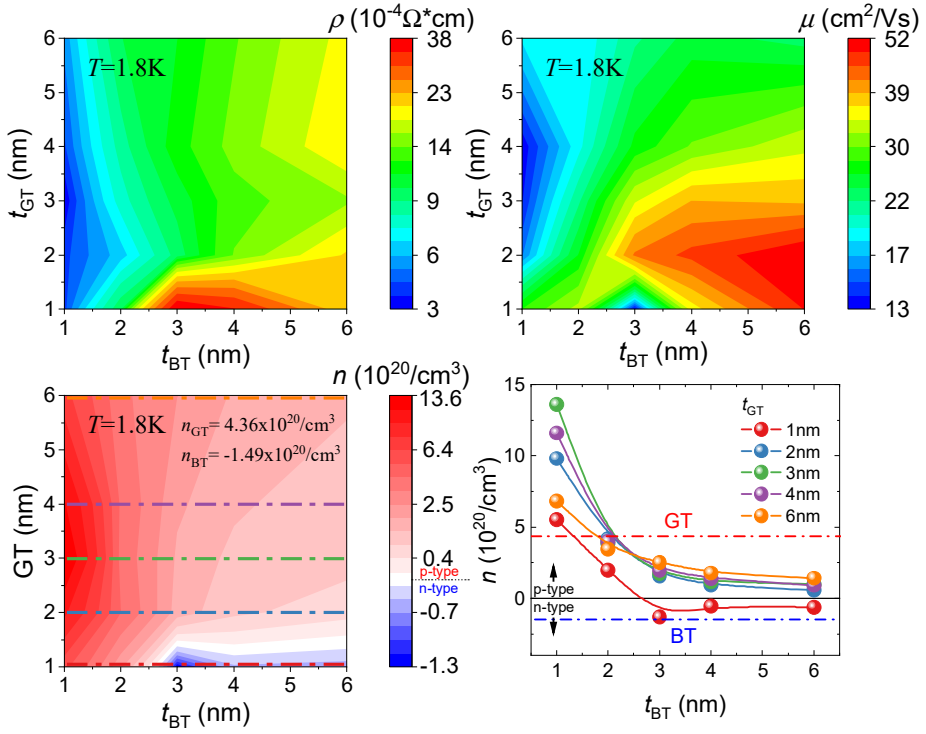 ρ (10⁻⁴Ω*cm)
6
5
4
3
2
1
T=1.8K
t_GT (nm)
1 2 3 4 5 6
t_BT (nm)
38
23
14
9
6
3
μ (cm²/Vs)
6
5
4
3
2
1
T=1.8K
t_GT (nm)
1 2 3 4 5 6
t_BT (nm)
52
39
30
22
17
13
n (10²⁰/cm³)
6
5
4
3
2
1
T=1.8K
n_GT= 4.36x10²⁰/cm³
n_BT= -1.49x10²⁰/cm³
GT (nm)
1 2 3 4 5 6
t_BT (nm)
13.6
6.4
2.5
0.4
p-type
n-type
-0.7
-1.3
15
10
5
0
n (10²⁰/cm³)
t_GT
1nm
2nm
3nm
4nm
6nm
GT
p-type
n-type
BT
1 2 3 4 5 6
t_BT (nm)